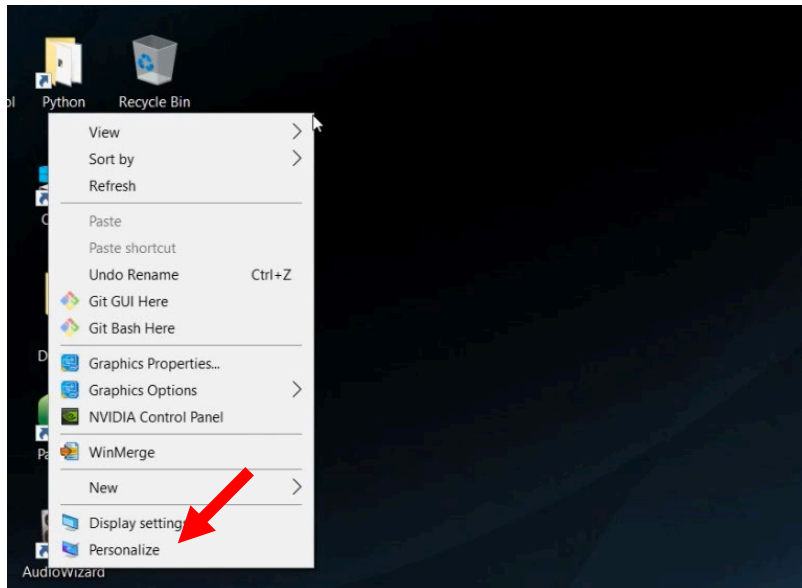 Python Recycle Bin
View
Sort by
Refresh
Paste
Paste shortcut
Undo Rename Ctrl+Z
Git GUI Here
Git Bash Here
Graphics Properties...
Graphics Options
NVIDIA Control Panel
WinMerge
New
Display settings
Personalize
AudioWizard